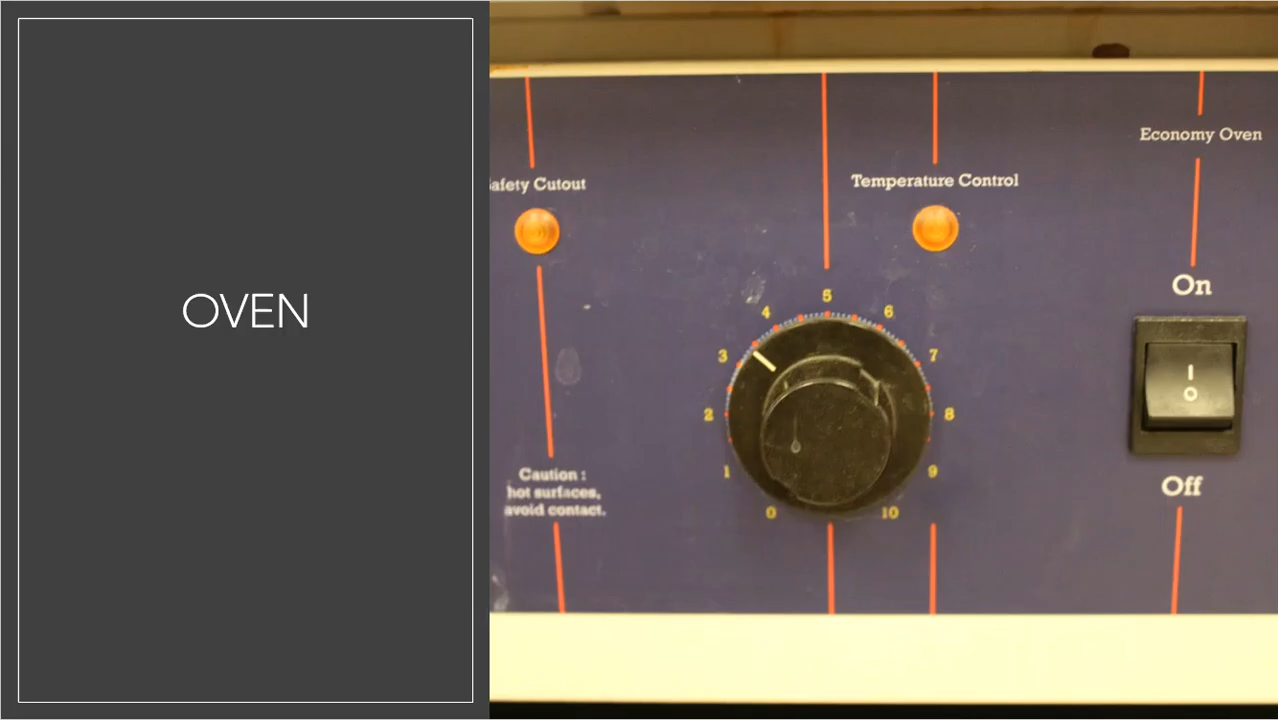 OVEN
afety Cutout
Temperature Control
Economy Oven
On
I
O
Off
5
4
6
3
7
2
8
1
9
0
10
Caution :
hot surfaces,
avoid contact.